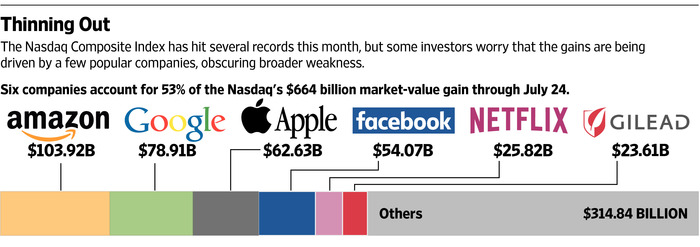 Thinning Out
The Nasdaq Composite Index has hit several records this month, but some investors worry that the gains are being
driven by a few popular companies, obscuring broader weakness.
Six companies account for 53% of the Nasdaq's $664 billion market-value gain through July 24.
amazon Google Apple facebook NETFLIX GILEAD
$103.92B $78.91B $62.63B $54.07B $25.82B $23.61B
Others $314.84 BILLION